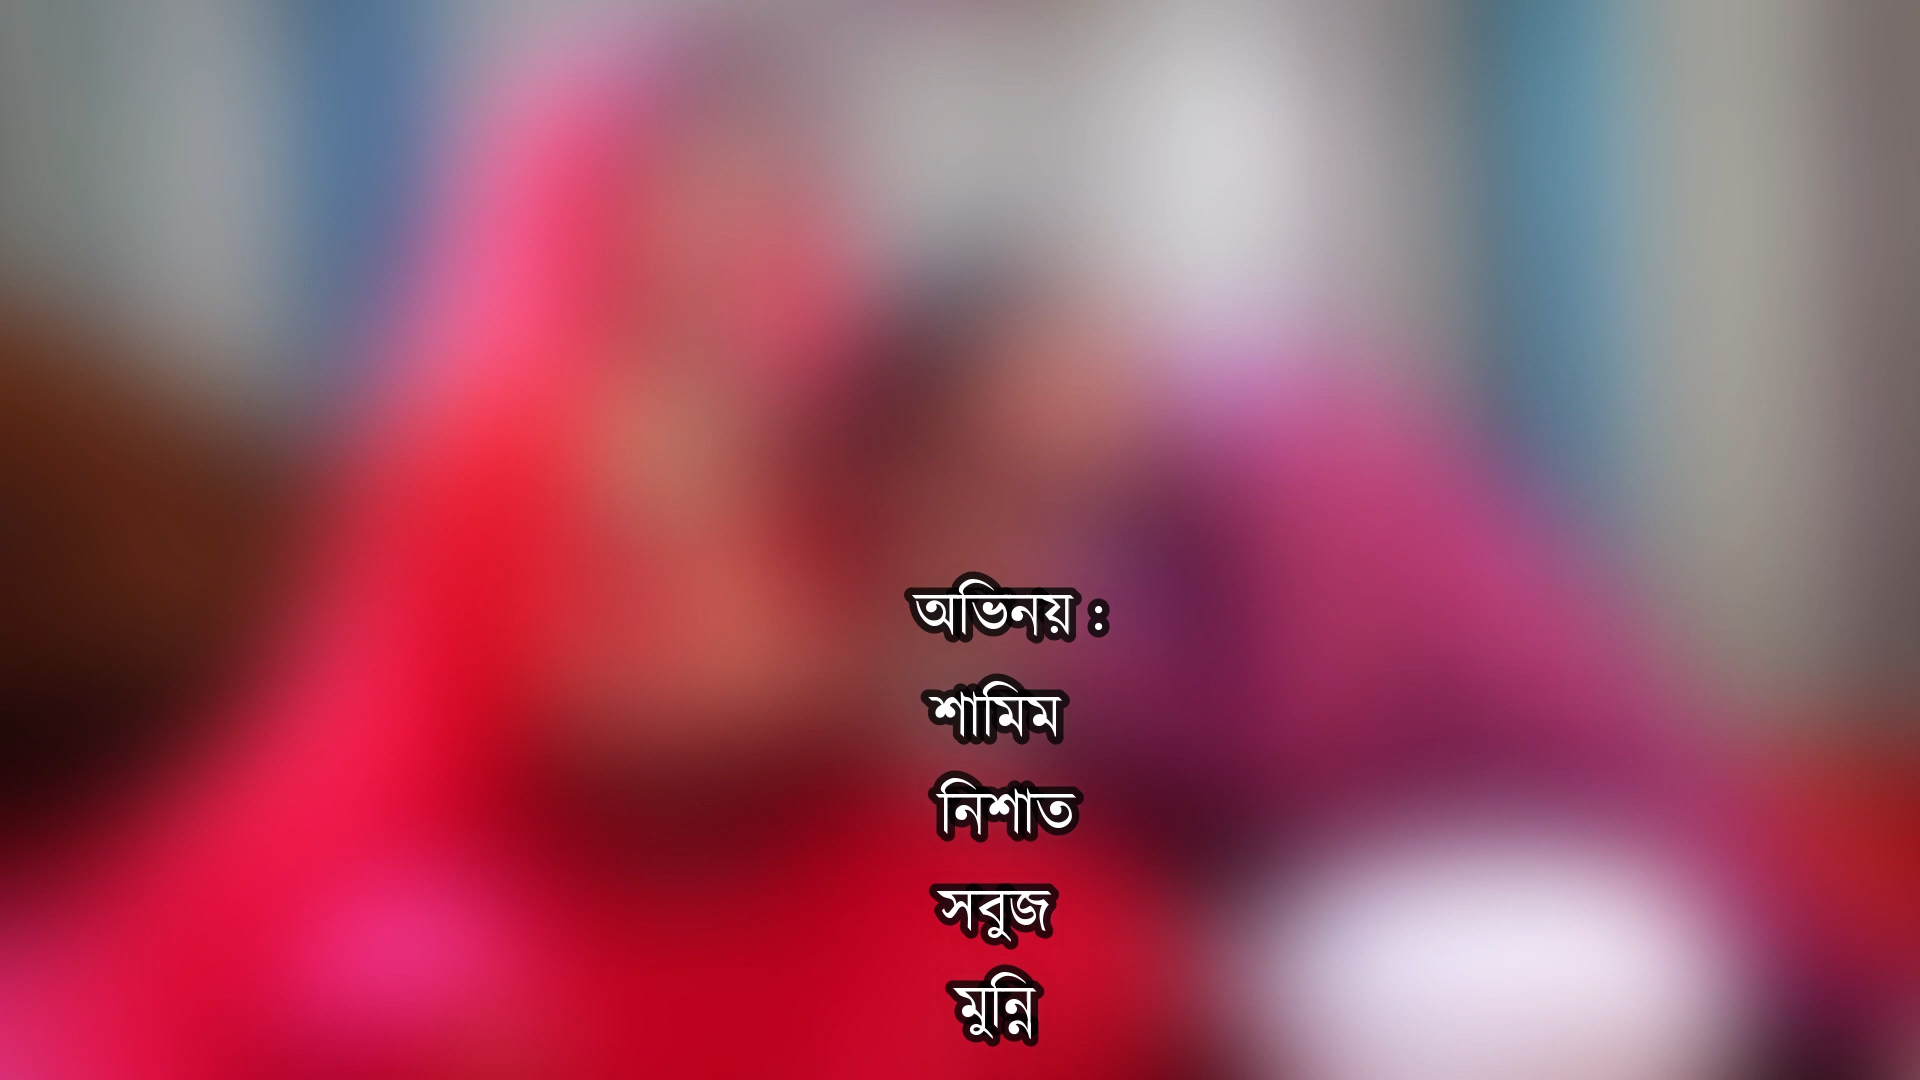 অভিনয় :
শামিম
নিশাত
সবুজ
মুন্নি